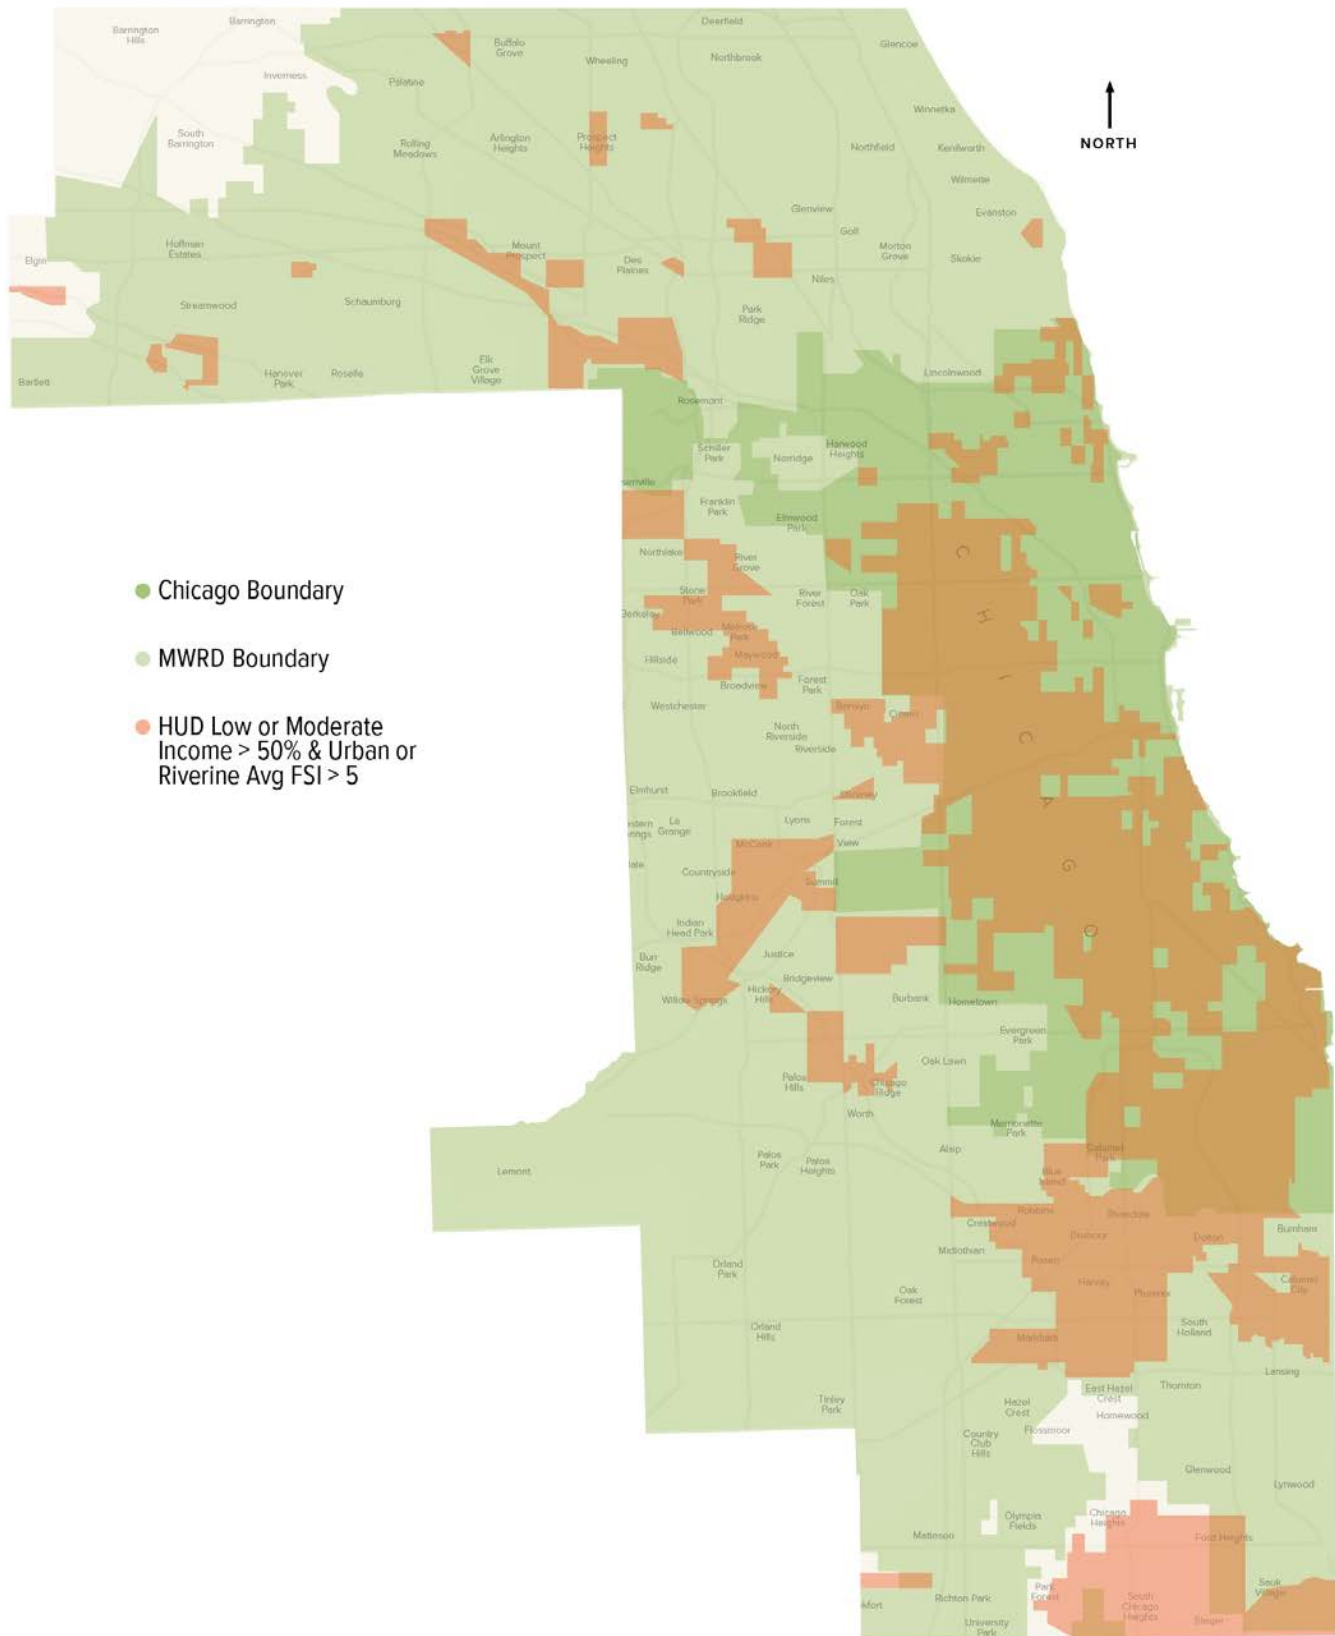 Barrington
Hills
Barrington
Deerfield
Buffalo
Grove
Glencoe
Wheeling
Northbrook
Inverness
Palatine
NORTH
Winnetka
South
Barrington
Rolling
Meadows
Arlington
Heights
Prospect
Heights
Northfield
Kenilworth
Wilmette
Glenview
Evanston
Golf
Hoffman
Estates
Mount
Prospect
Morton
Grove
Elgin
Des
Plaines
Skokie
Niles
Streamwood
Schaumburg
Park
Ridge
Bartlett
Hanover
Park
Roselle
Elk
Grove
Village
Lincolnwood
Rosemont
Schiller
Park
Norridge
Harwood
Heights
senville
Franklin
Park
Elmwood
Park
Northlake
River
Grove
CHICAGO
Chicago Boundary
Stone
Park
River
Forest
Oak
Park
Berkeley
Bellwood
Melrose
Park
MWRD Boundary
Hillside
Maywood
Broadview
Forest
Park
Westchester
Berwyn
Cicero
HUD Low or Moderate
Income > 50% & Urban or
Riverine Avg FSI > 5
North
Riverside
Riverside
Elmhurst
Brookfield
Stickney
estern
rings
La
Grange
Lyons
Forest
View
McCook
dale
Countryside
Summit
Hodgkins
Indian
Head Park
Burr
Ridge
Justice
Bridgeview
Willow Springs
Hickory
Hills
Burbank
Hometown
Evergreen
Park
Oak Lawn
Palos
Hills
Chicago
Ridge
Worth
Merrionette
Park
Alsip
Calumet
Park
Lemont
Palos
Park
Palos
Heights
Blue
Island
Robbins
Riverdale
Crestwood
Dixmoor
Dolton
Burnham
Midlothian
Posen
Orland
Park
Harvey
Phoenix
Calumet
City
Oak
Forest
Orland
Hills
Markham
South
Holland
Lansing
Tinley
Park
Hazel
Crest
East Hazel
Crest
Thornton
Homewood
Flossmoor
Country
Club
Hills
Glenwood
Lynwood
Chicago
Heights
Olympia
Fields
Matteson
Ford Heights
kfort
Richton Park
Park
Forest
South
Chicago
Heights
Sauk
Village
University
Park
Steger